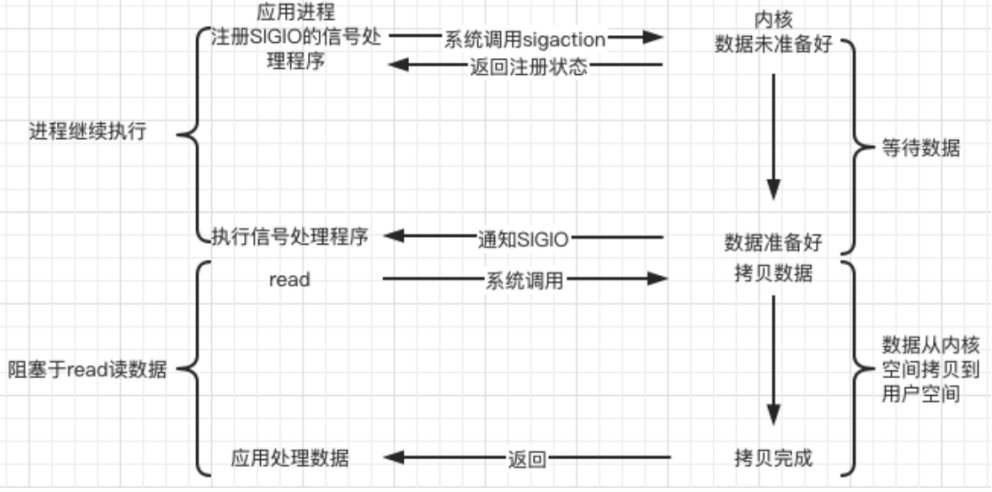 应用进程
注册SIGIO的信号处
理程序
系统调用sigaction
返回注册状态
内核
数据未准备好
进程继续执行
等待数据
执行信号处理程序
通知SIGIO
数据准备好
read
系统调用
拷贝数据
阻塞于read读数据
数据从内核
空间拷贝到
用户空间
应用处理数据
返回
拷贝完成